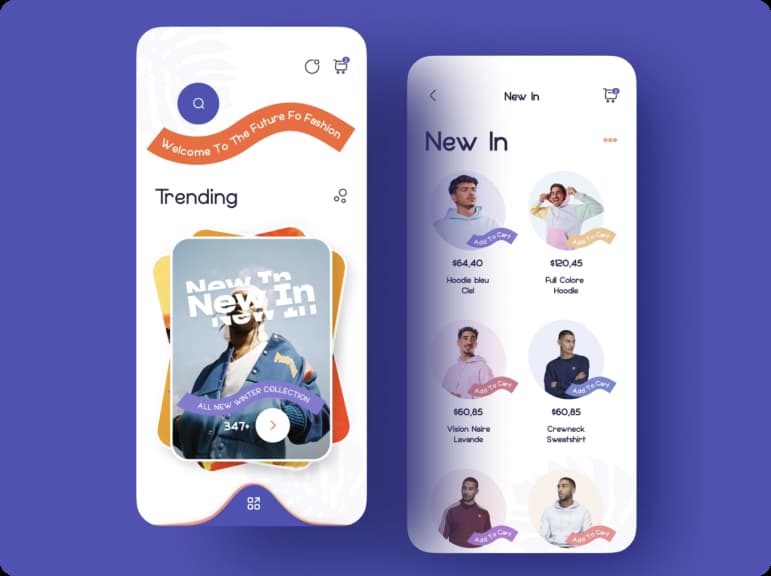 Welcome To The Future Fo Fashion
Trending
New In
New In
New In
ALL NEW WINTER COLLECTION
347+
New In
New In
Add To Cart
Add To Cart
$64,40
$120,45
Hoodie bleu
Ciel
Full Colore
Hoodie
Add To Cart
Add To Cart
$60,85
$60,85
Vision Naire
Lavande
Crewneck
Sweatshirt
Add To Cart
Add To Cart